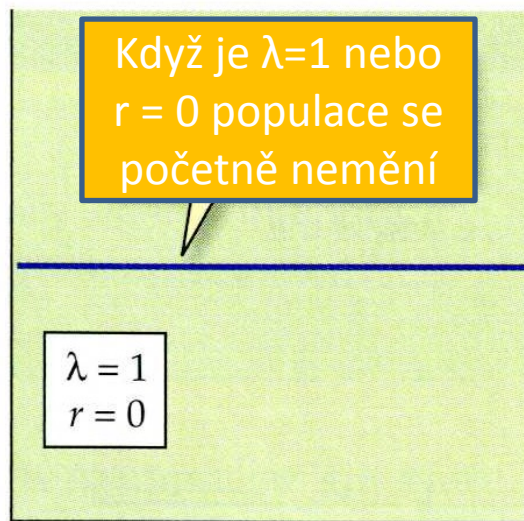 Když je λ=1 nebo
r = 0 populace se
početně nemění
λ = 1
r = 0